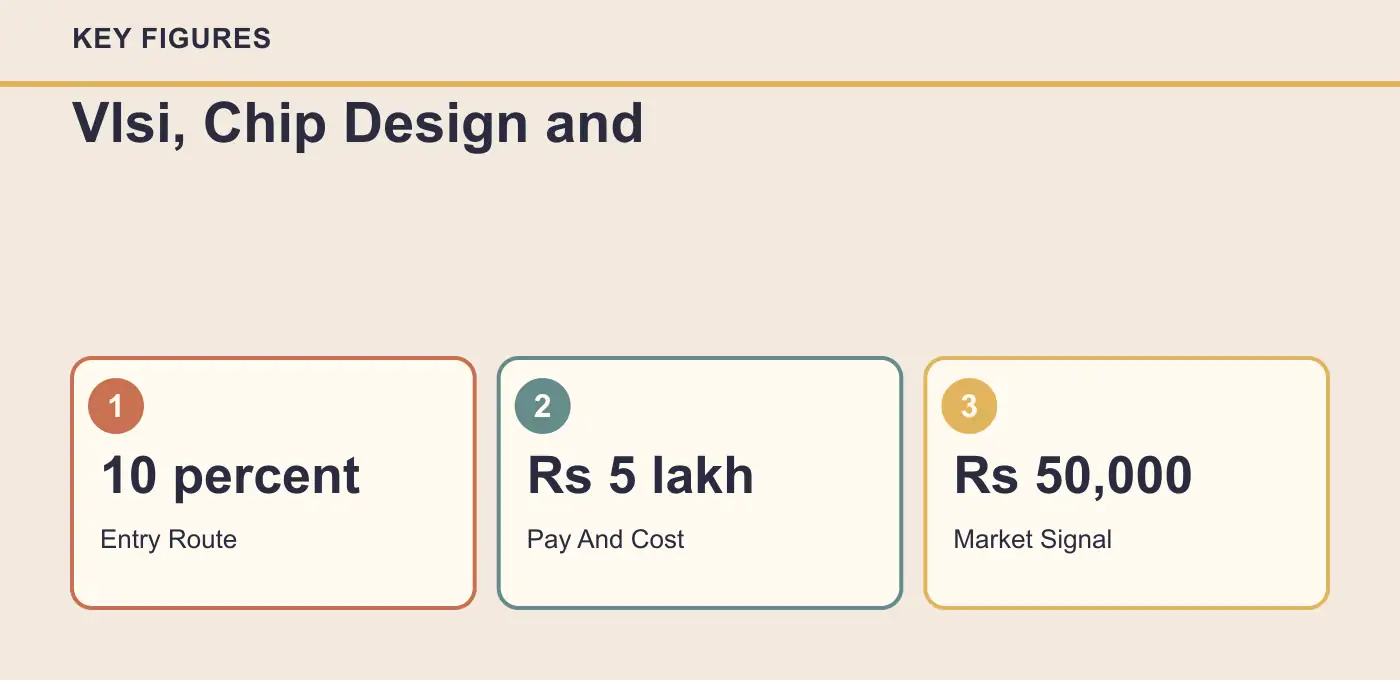 KEY FIGURES
Vlsi, Chip Design and
1
10 percent
Entry Route
2
Rs 5 lakh
Pay And Cost
3
Rs 50,000
Market Signal